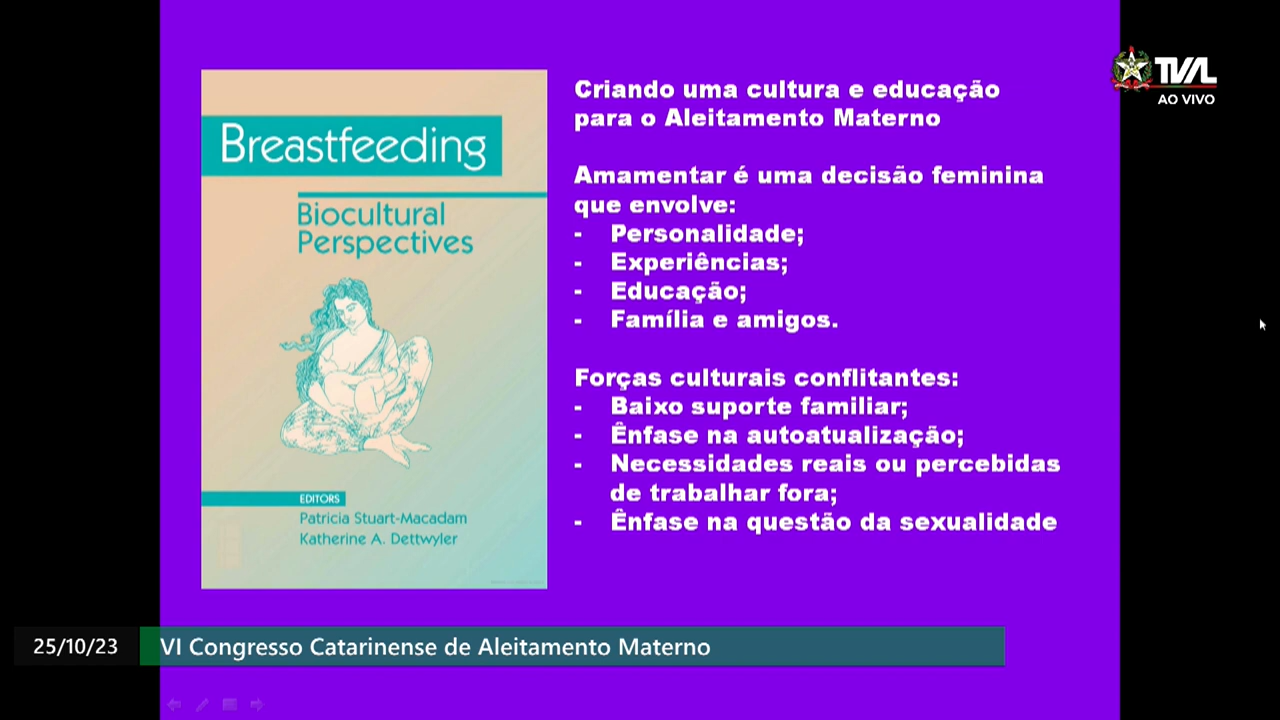 Breastfeeding
Biocultural
Perspectives
EDITORS
Patricia Stuart-Macadam
Katherine A. Dettwyler
Criando uma cultura e educação
para o Aleitamento Materno
Amamentar é uma decisão feminina
que envolve:
- Personalidade;
- Experiências;
- Educação;
- Família e amigos.
Forças culturais conflitantes:
- Baixo suporte familiar;
- Ênfase na autoatualização;
- Necessidades reais ou percebidas
de trabalhar fora;
- Ênfase na questão da sexualidade
TVAL
AO VIVO
25/10/23
VI Congresso Catarinense de Aleitamento Materno